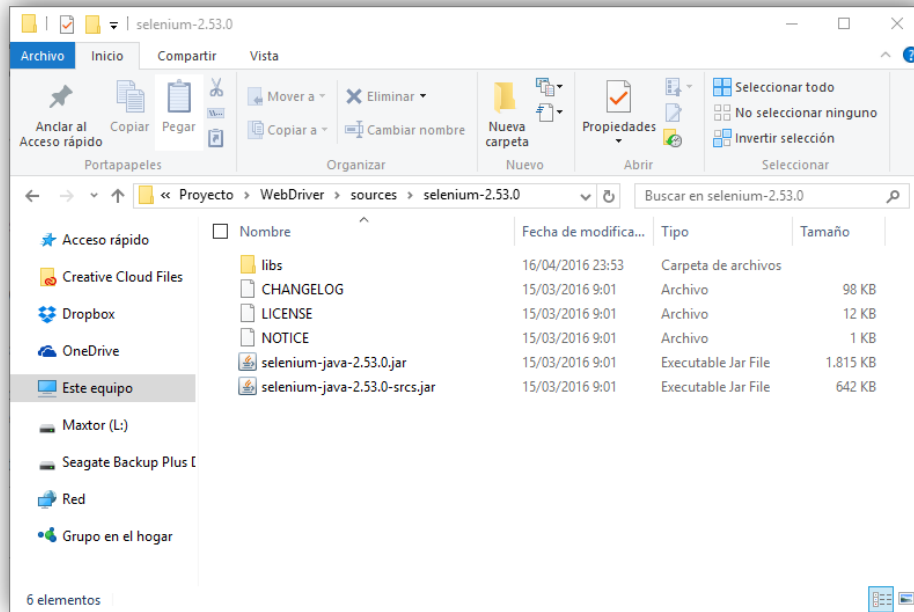 selenium-2.53.0
Archivo Inicio Compartir Vista
Anclar al
Acceso rápido
Copiar
Pegar
Portapapeles
Mover a
Copiar a
Eliminar
Cambiar nombre
Organizar
Nueva
carpeta
Nuevo
Propiedades
Abrir
Seleccionar todo
No seleccionar ninguno
Invertir selección
Seleccionar
« Proyecto > WebDriver > sources > selenium-2.53.0
Buscar en selenium-2.53.0
Acceso rápido
Creative Cloud Files
Dropbox
OneDrive
Este equipo
Maxtor (L:)
Seagate Backup Plus D
Red
Grupo en el hogar
Nombre Fecha de modifica... Tipo Tamaño
libs 16/04/2016 23:53 Carpeta de archivos
CHANGELOG 15/03/2016 9:01 Archivo 98 KB
LICENSE 15/03/2016 9:01 Archivo 12 KB
NOTICE 15/03/2016 9:01 Archivo 1 KB
selenium-java-2.53.0.jar 15/03/2016 9:01 Executable Jar File 1.815 KB
selenium-java-2.53.0-srcs.jar 15/03/2016 9:01 Executable Jar File 642 KB
6 elementos